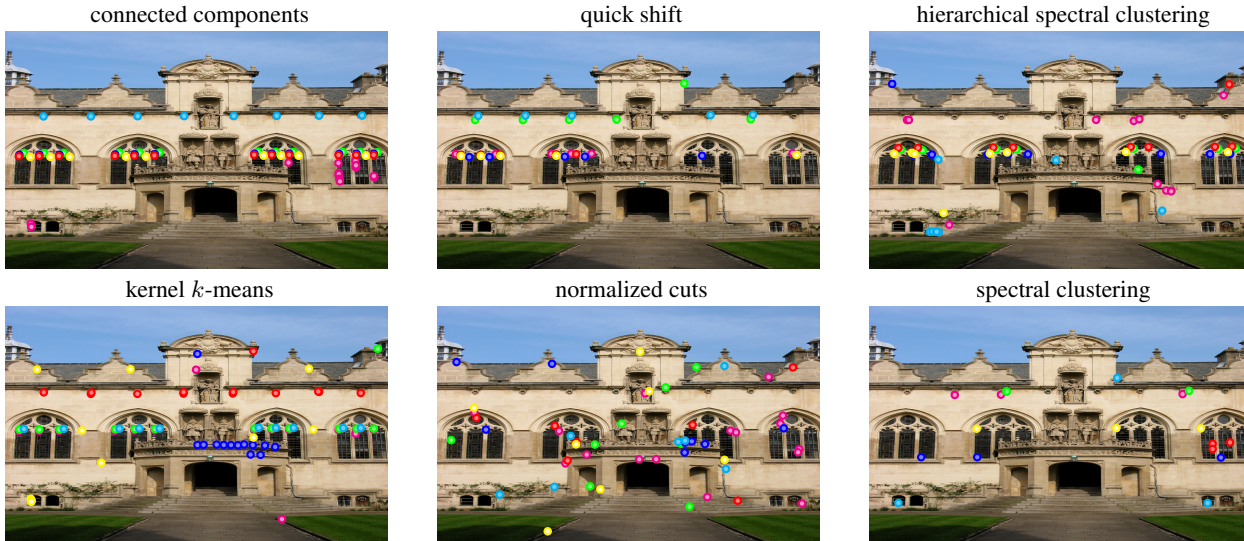 connected components
quick shift
hierarchical spectral clustering
kernel k-means
normalized cuts
spectral clustering